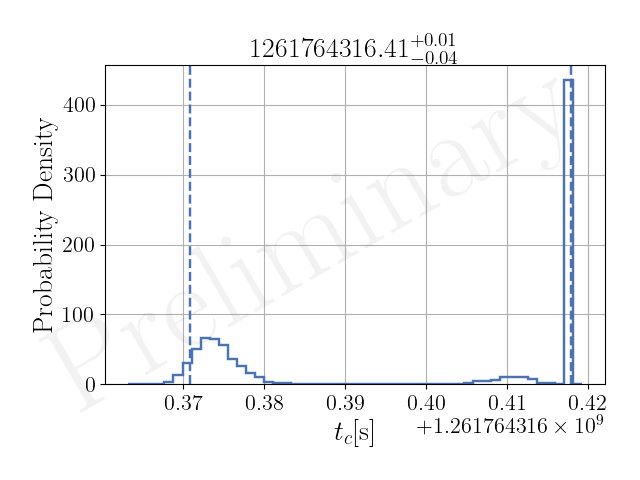 1261764316.41^{+0.01}_{-0.04}
Probability Density
400
300
200
100
0
0.37 0.38 0.39 0.40 0.41 0.42
+1.261764316 × 10^9
t_c[s]
Preliminary